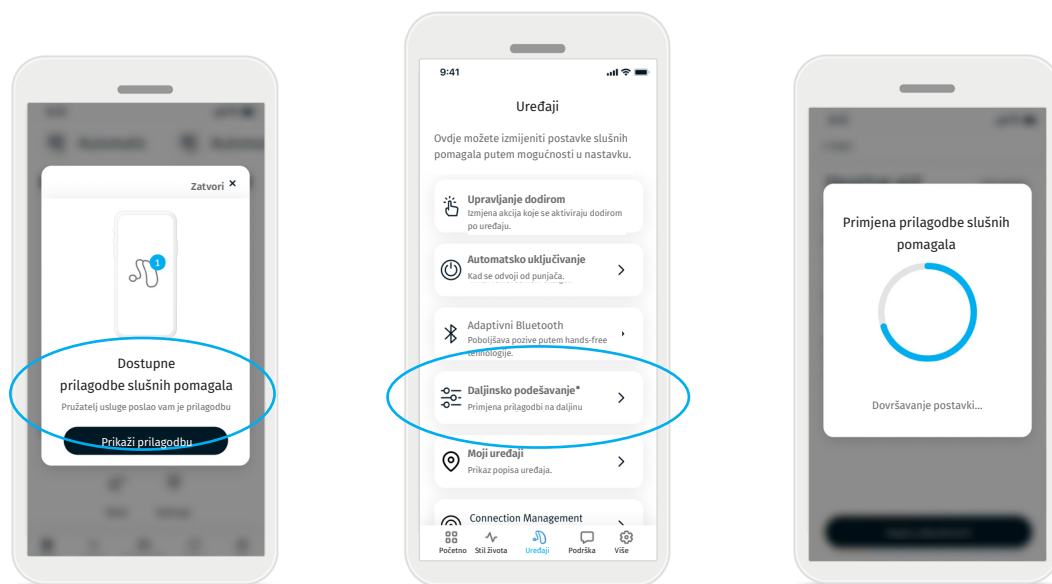 Zatvori ×
1
Dostupne
prilagodbe slušnih pomagala
Pružatelj usluge poslao vam je prilagodbu
Prikaži prilagodbu
9:41
Uređaji
Ovdje možete izmijeniti postavke slušnih
pomagala putem mogućnosti u nastavku.
Upravljanje dodirom
Izmjena akcija koje se aktiviraju dodirom
po uređaju.
Automatsko uključivanje
Kad se odvoji od punjača.
Adaptivni Bluetooth
Poboljšava pozive putem hands-free
tehnologije.
Daljinsko podešavanje*
Primjena prilagodbi na daljinu
Moji uređaji
Prikaz popisa uređaja.
Connection Management
Početno Stil života Uređaji Podrška Više
Primjena prilagodbe slušnih
pomagala
Dovršavanje postavki...